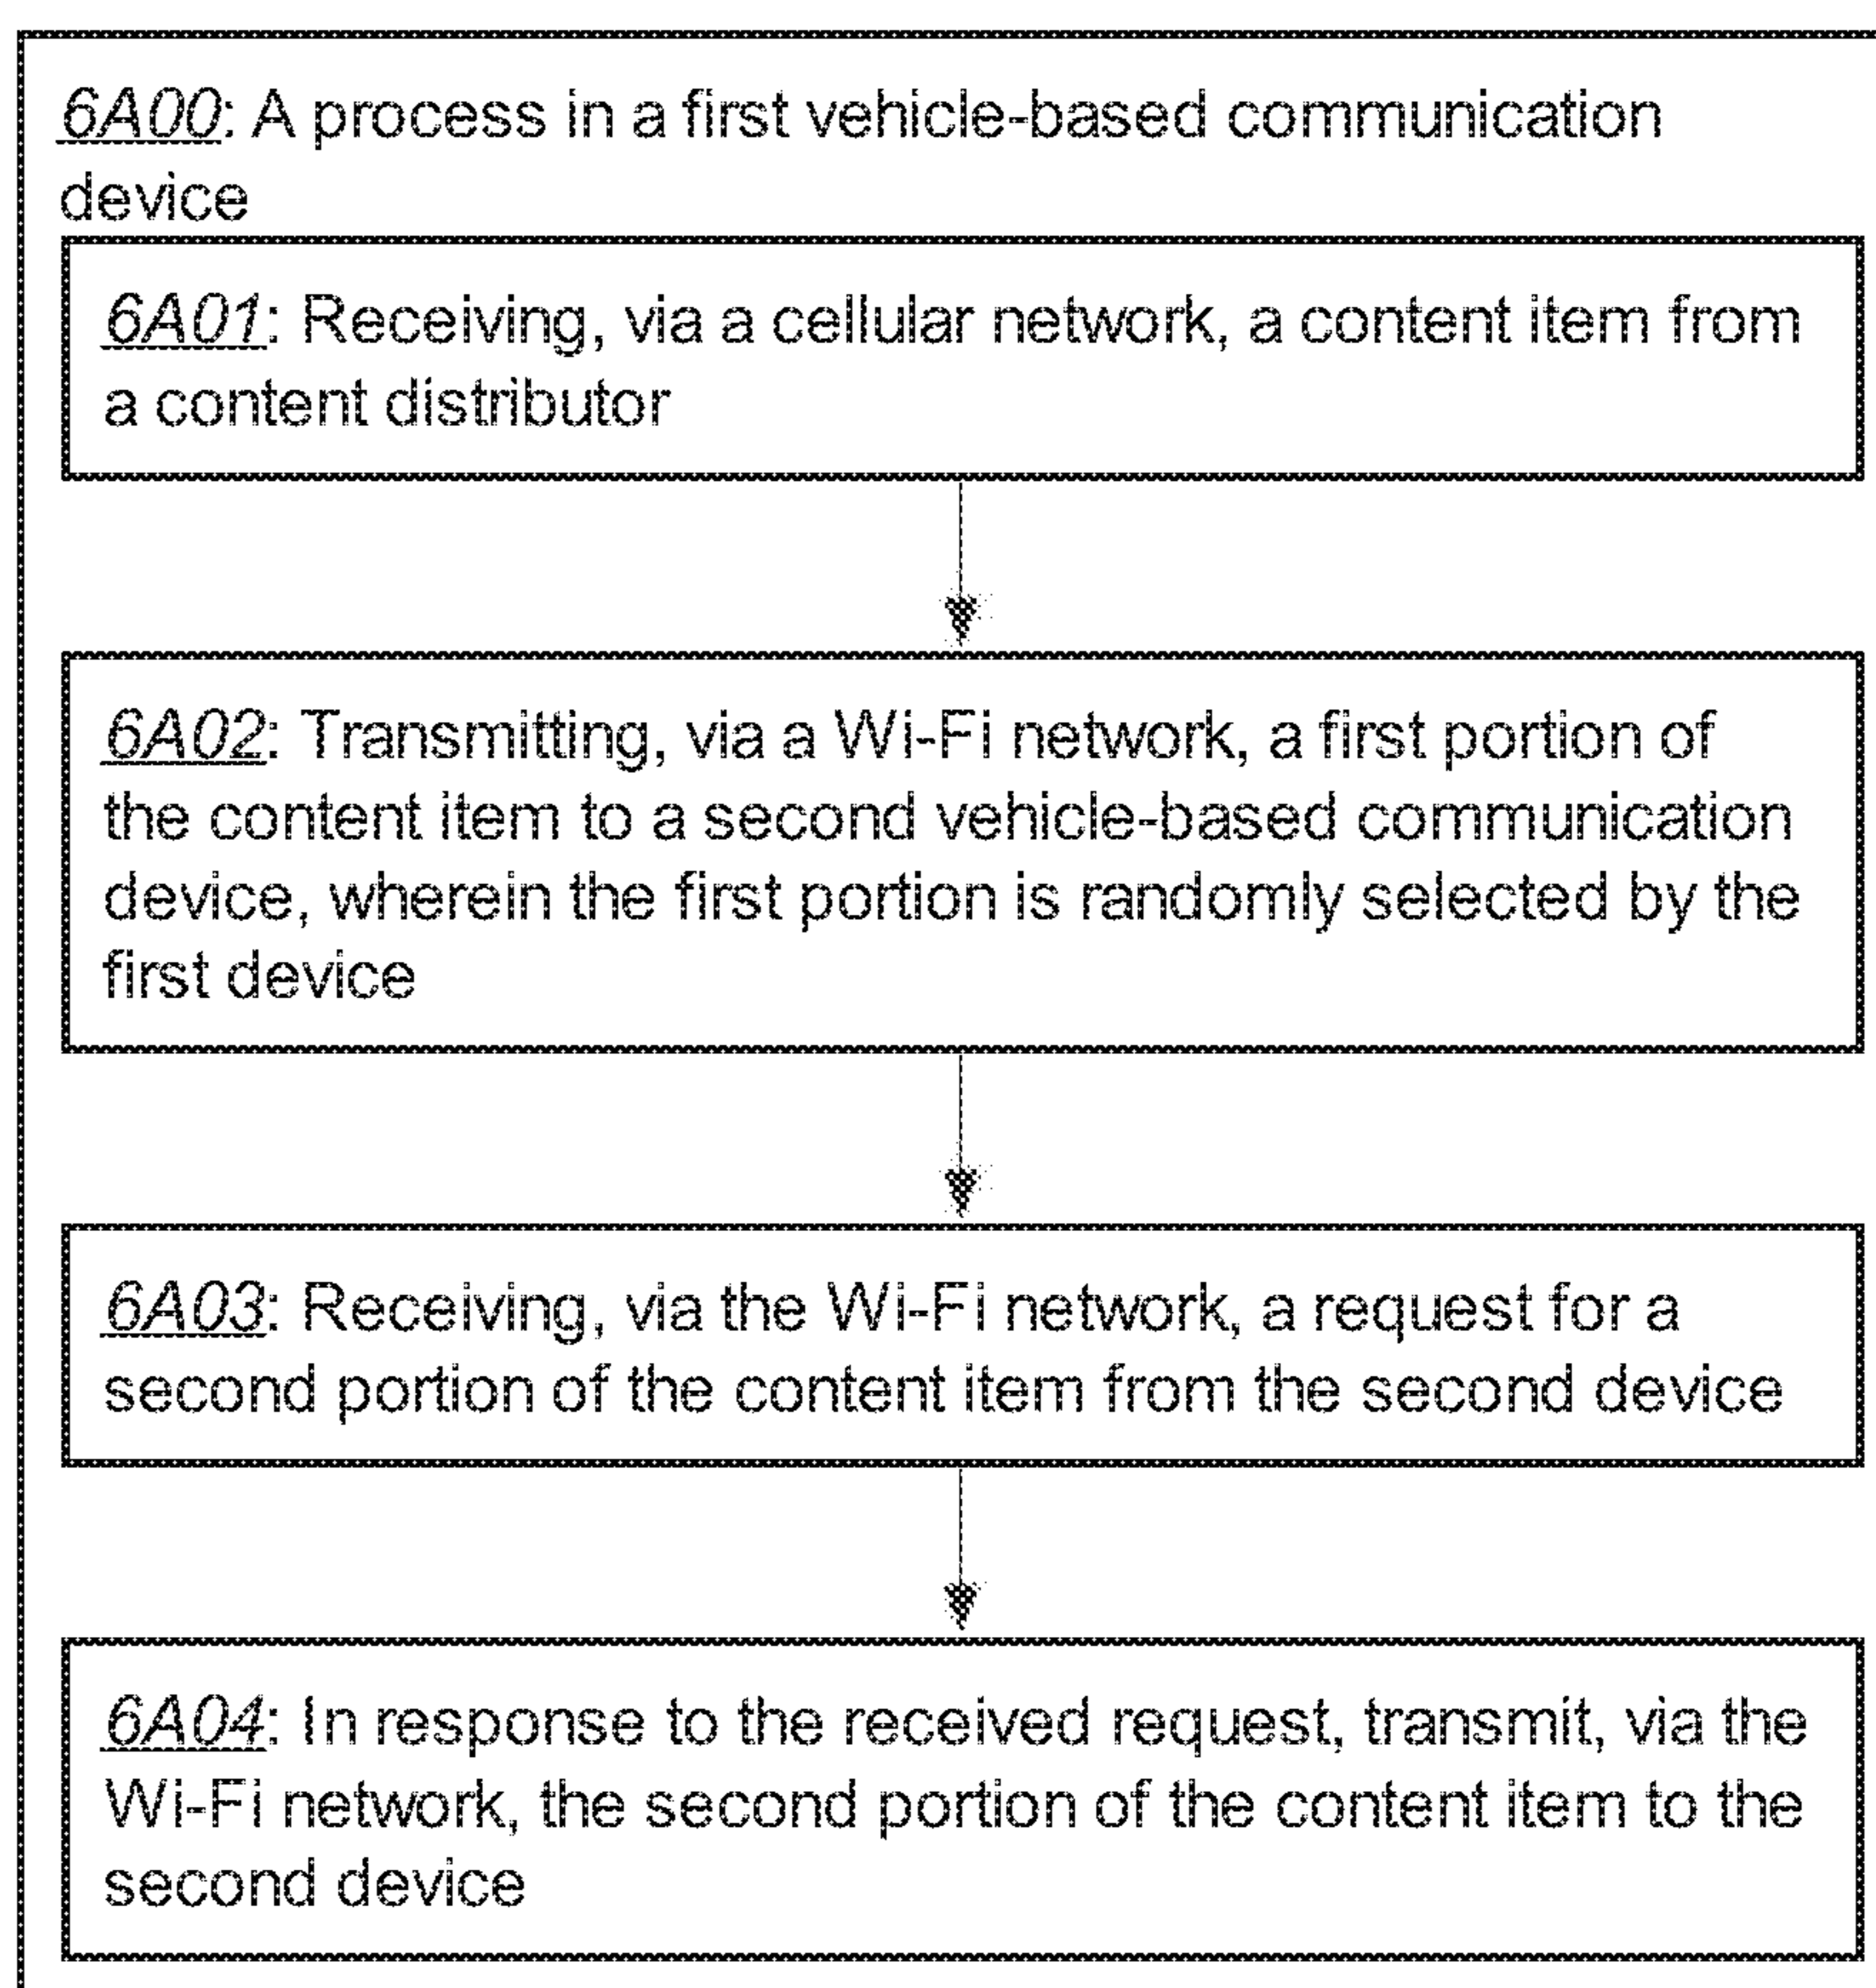 6A00: A process in a first vehicle-based communication
device
6A01: Receiving, via a cellular network, a content item from
a content distributor
6A02: Transmitting, via a Wi-Fi network, a first portion of
the content item to a second vehicle-based communication
device, wherein the first portion is randomly selected by the
first device
6A03: Receiving, via the Wi-Fi network, a request for a
second portion of the content item from the second device
6A04: In response to the received request, transmit, via the
Wi-Fi network, the second portion of the content item to the
second device